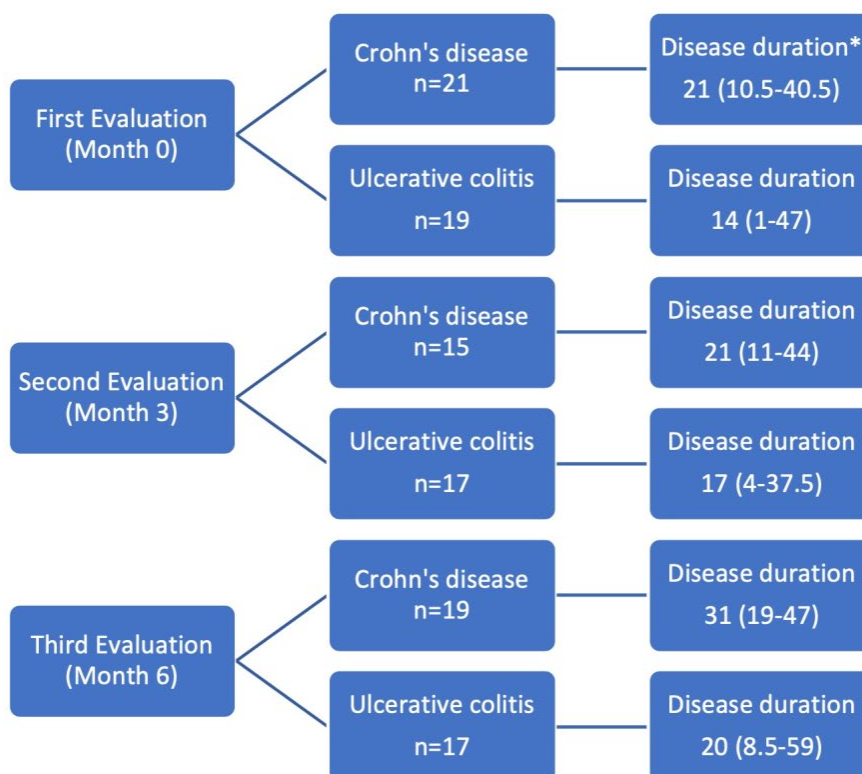 First Evaluation
(Month 0)
Crohn's disease
n=21
Disease duration*
21 (10.5-40.5)
Ulcerative colitis
n=19
Disease duration
14 (1-47)
Second Evaluation
(Month 3)
Crohn's disease
n=15
Disease duration
21 (11-44)
Ulcerative colitis
n=17
Disease duration
17 (4-37.5)
Third Evaluation
(Month 6)
Crohn's disease
n=19
Disease duration
31 (19-47)
Ulcerative colitis
n=17
Disease duration
20 (8.5-59)